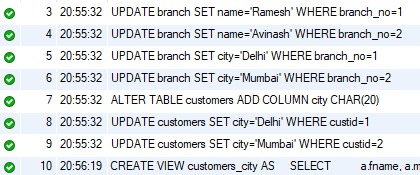 3 20:55:32 UPDATE branch SET name='Ramesh' WHERE branch_no=1
4 20:55:32 UPDATE branch SET name='Avinash' WHERE branch_no=2
5 20:55:32 UPDATE branch SET city='Delhi' WHERE branch_no=1
6 20:55:32 UPDATE branch SET city='Mumbai' WHERE branch_no=2
7 20:55:32 ALTER TABLE customers ADD COLUMN city CHAR(20)
8 20:55:32 UPDATE customers SET city='Delhi' WHERE custid=1
9 20:55:32 UPDATE customers SET city='Mumbai' WHERE custid=2
10 20:56:19 CREATE VIEW customers_city AS SELECT a.fname, a.m